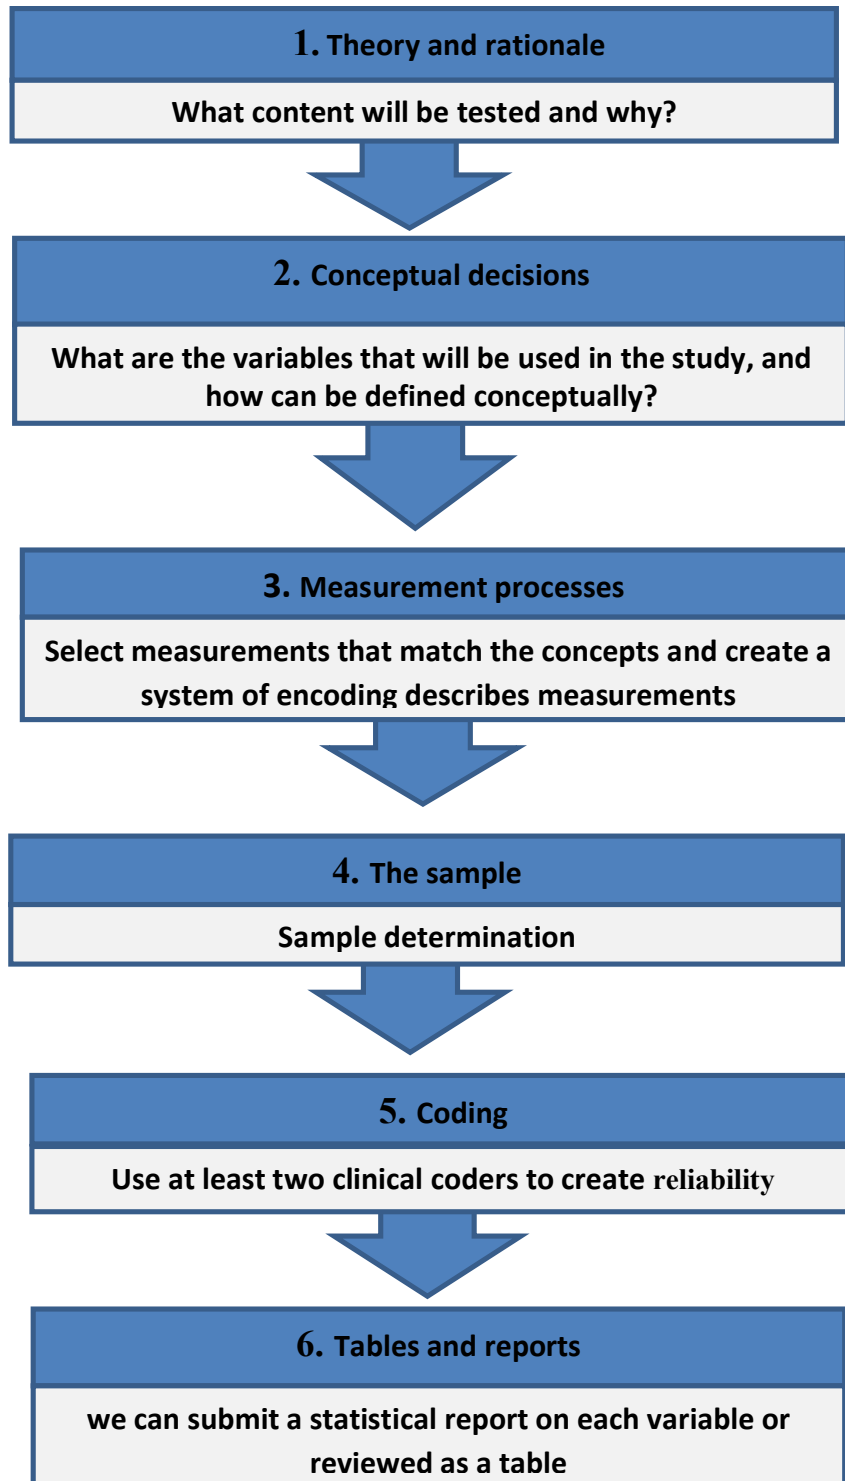 1. Theory and rationale
What content will be tested and why?
2. Conceptual decisions
What are the variables that will be used in the study, and
how can be defined conceptually?
3. Measurement processes
Select measurements that match the concepts and create a
system of encoding describes measurements
4. The sample
Sample determination
5. Coding
Use at least two clinical coders to create reliability
6. Tables and reports
we can submit a statistical report on each variable or
reviewed as a table